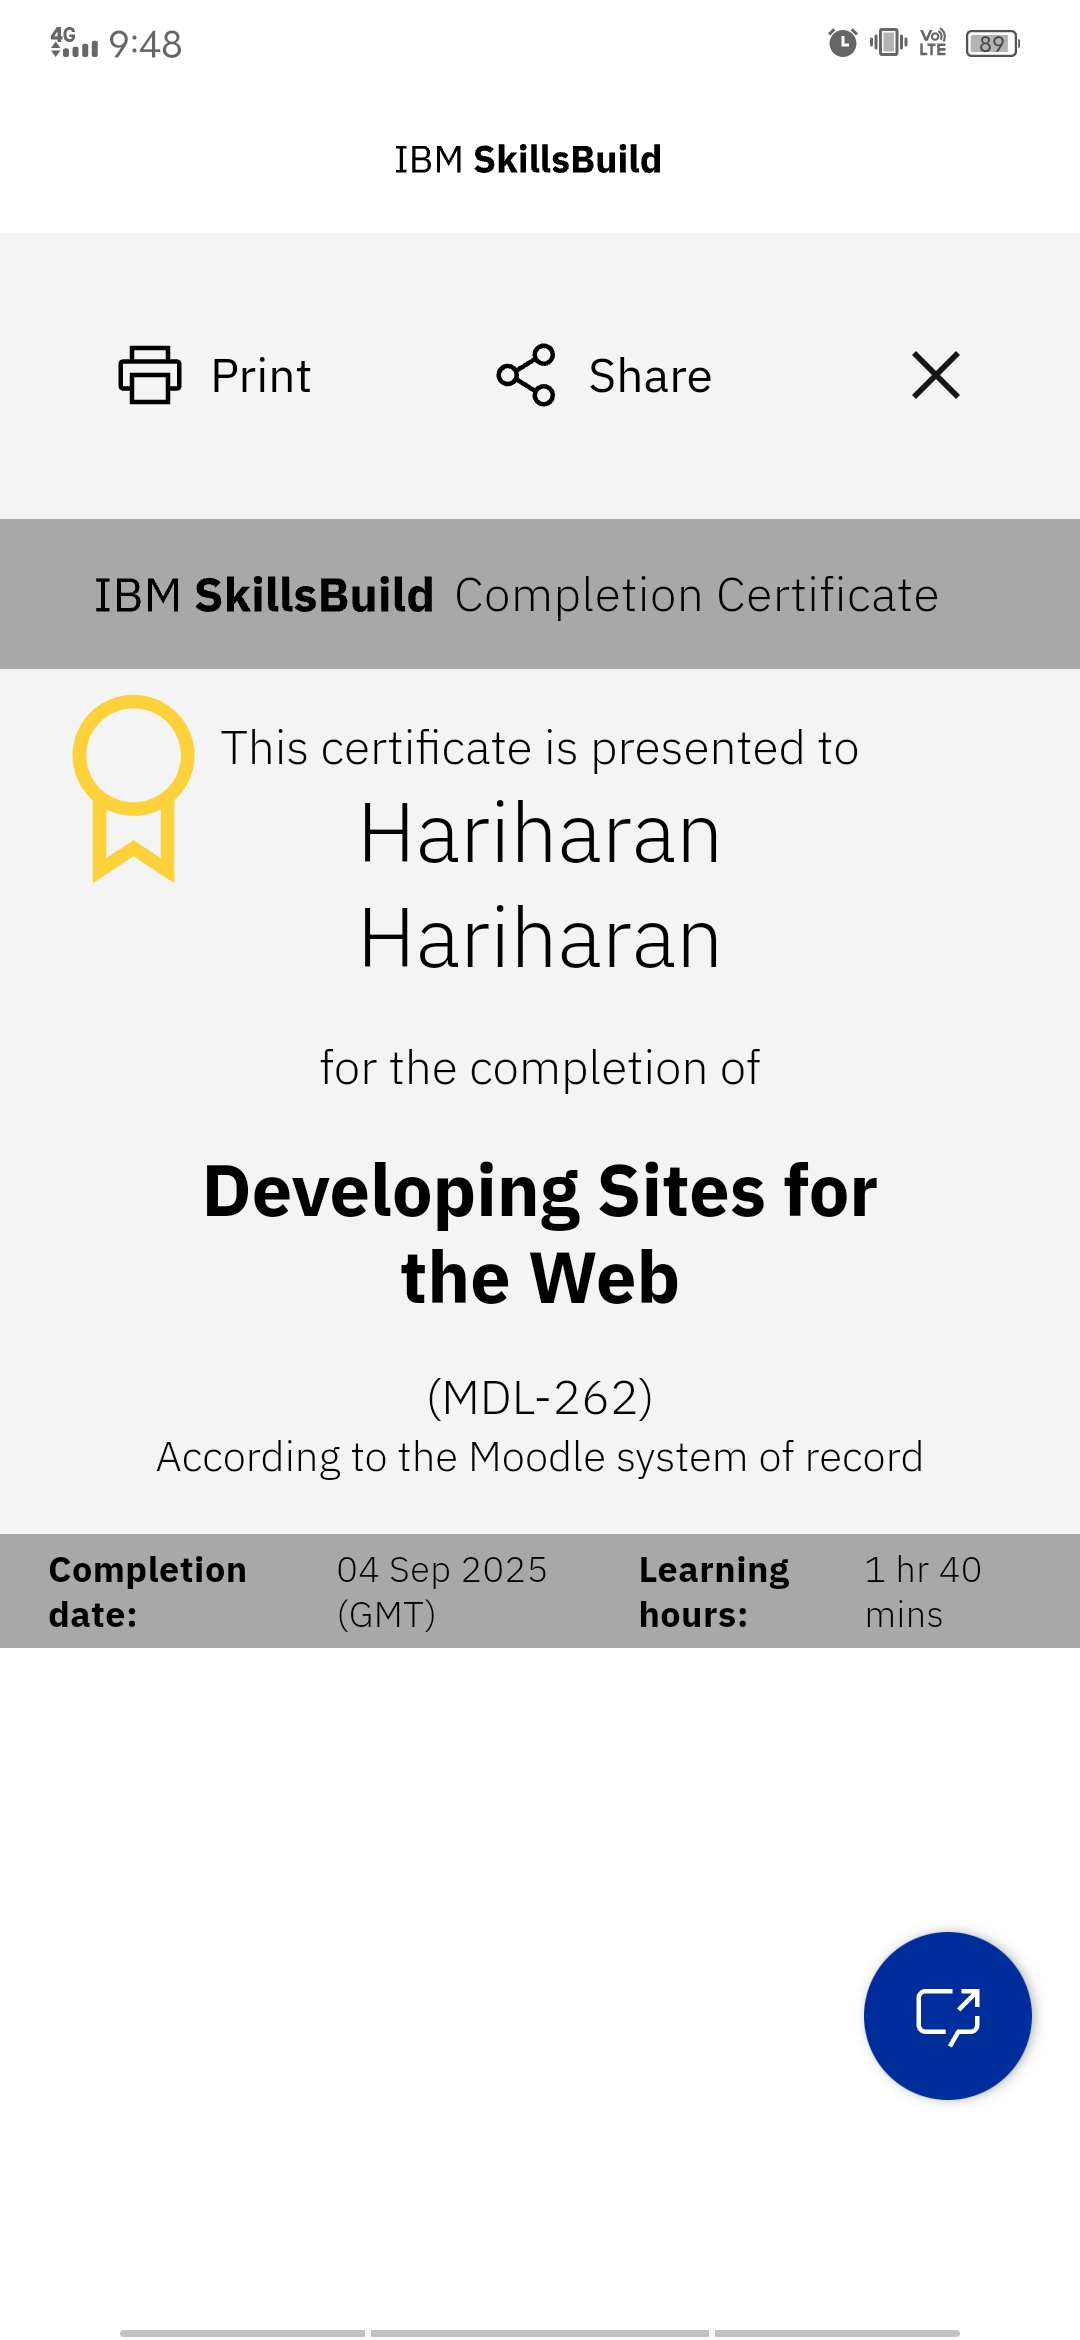 4G 9:48 Vo) LTE 89
IBM SkillsBuild
Print Share
IBM SkillsBuild Completion Certificate
This certificate is presented to
Hariharan
Hariharan
for the completion of
Developing Sites for
the Web
(MDL-262)
According to the Moodle system of record
Completion date: 04 Sep 2025 (GMT) Learning hours: 1 hr 40 mins